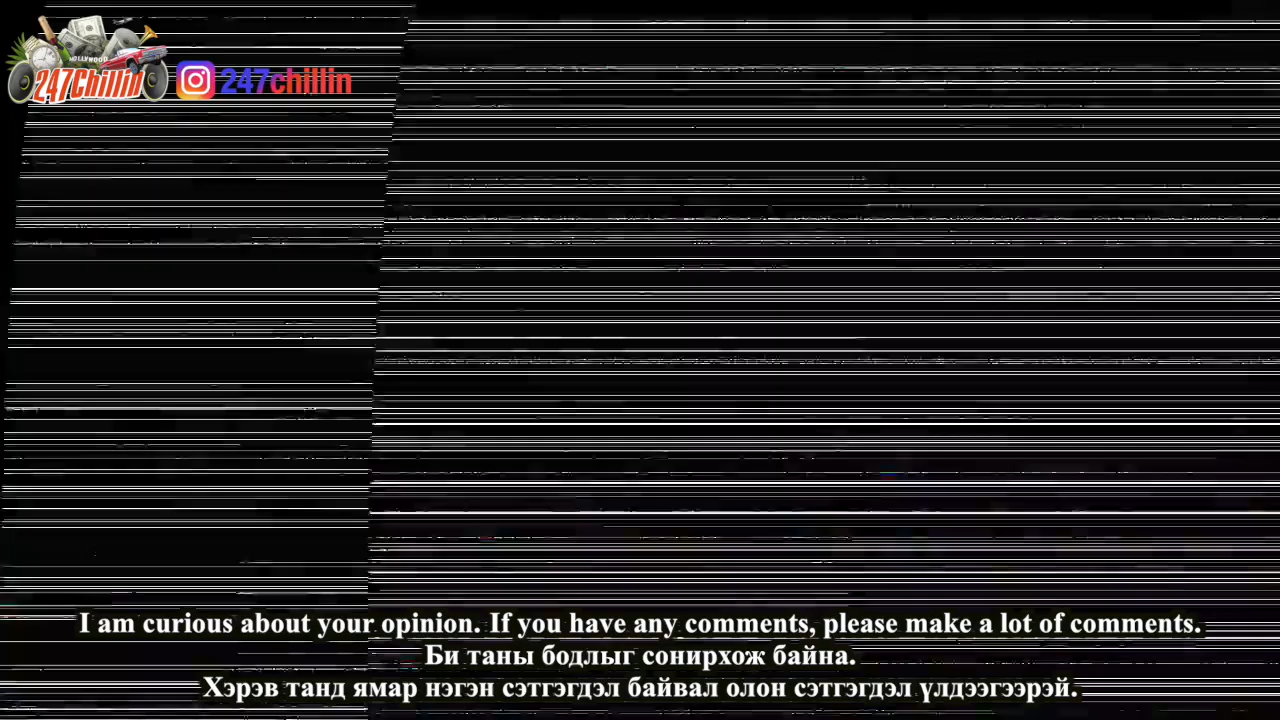 HOLLYWOOD
247Chillin
247chillin
I am curious about your opinion. If you have any comments, please make a lot of comments.
Би таны бодлыг сонирхож байна.
Хэрэв танд ямар нэгэн сэтгэгдэл байвал олон сэтгэгдэл үлдээгээрэй.